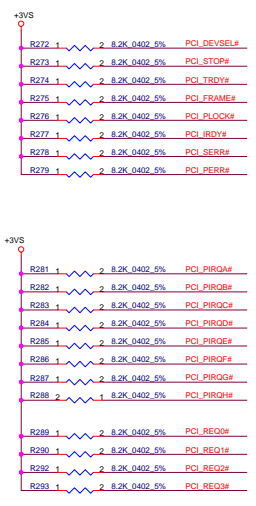 +3VS
R272 1 2 8.2K_0402_5% PCI_DEVSEL#
R273 1 2 8.2K_0402_5% PCI_STOP#
R274 1 2 8.2K_0402_5% PCI_TRDY#
R275 1 2 8.2K_0402_5% PCI_FRAME#
R276 1 2 8.2K_0402_5% PCI_PLOCK#
R277 1 2 8.2K_0402_5% PCI_IRDY#
R278 1 2 8.2K_0402_5% PCI_SERR#
R279 1 2 8.2K_0402_5% PCI_PERR#
+3VS
R281 1 2 8.2K_0402_5% PCI_PIRQA#
R282 1 2 8.2K_0402_5% PCI_PIRQB#
R283 1 2 8.2K_0402_5% PCI_PIRQC#
R284 1 2 8.2K_0402_5% PCI_PIRQD#
R285 1 2 8.2K_0402_5% PCI_PIRQE#
R286 1 2 8.2K_0402_5% PCI_PIRQF#
R287 1 2 8.2K_0402_5% PCI_PIRQG#
R288 2 1 8.2K_0402_5% PCI_PIRQH#
R289 1 2 8.2K_0402_5% PCI_REQ0#
R290 1 2 8.2K_0402_5% PCI_REQ1#
R292 1 2 8.2K_0402_5% PCI_REQ2#
R293 1 2 8.2K_0402_5% PCI_REQ3#